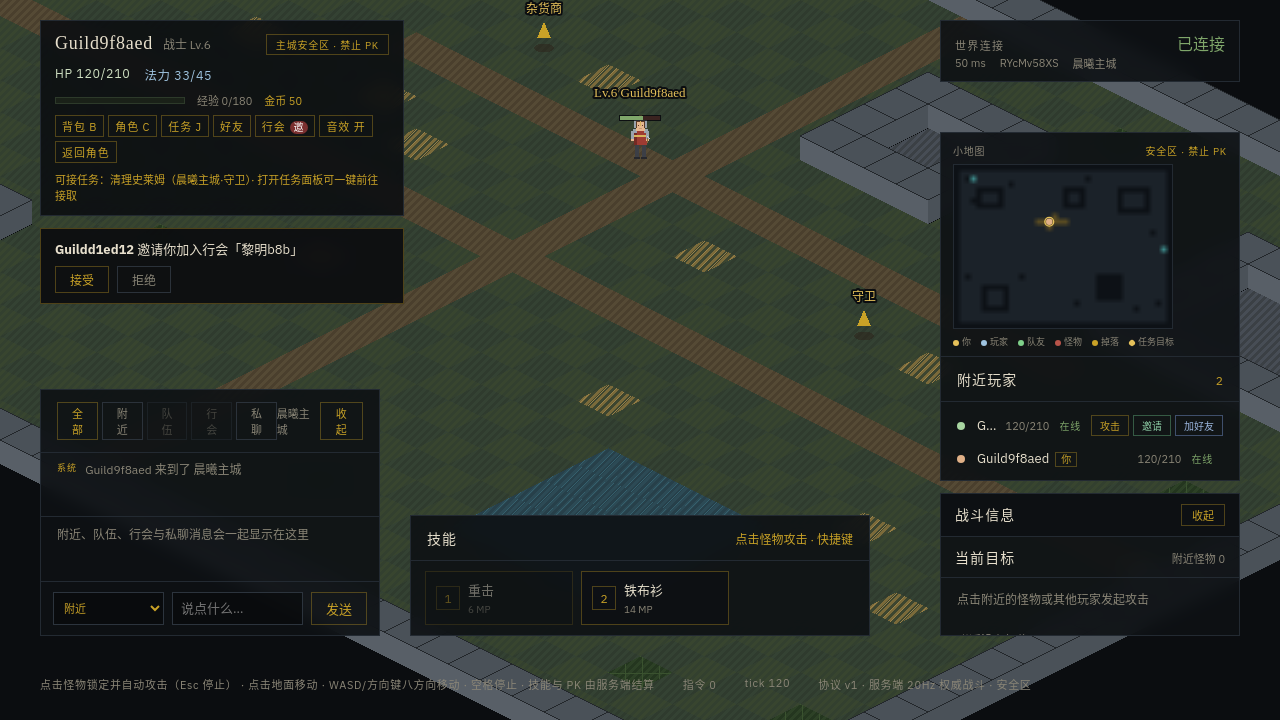 杂货商
Guild9f8aed 战士 Lv.6 主城安全区 · 禁止 PK
HP 120/210 法力 33/45
经验 0/180 金币 50
背包 B 角色 C 任务 J 好友 行会 邀 音效 开
返回角色
可接任务: 清理史莱姆（晨曦主城·守卫）· 打开任务面板可一键前往
接取
Guildd1ed12 邀请你加入行会「黎明b8b」
接受 拒绝
Lv.6 Guild9f8aed
守卫
世界连接 已连接
50 ms RYcMv58XS 晨曦主城
小地图 安全区 · 禁止 PK
你 玩家 队友 怪物 掉落 任务目标
附近玩家 2
G... 120/210 在线 攻击 邀请 加好友
Guild9f8aed 你 120/210 在线
战斗信息 收起
当前目标 附近怪物 0
点击附近的怪物或其他玩家发起攻击
全部 附近 队伍 行会 私聊 晨曦主城 收起
系统 Guild9f8aed 来到了 晨曦主城
附近、队伍、行会与私聊消息会一起显示在这里
附近 说点什么... 发送
技能 点击怪物攻击 · 快捷键
1 重击 6 MP
2 铁布衫 14 MP
点击怪物锁定并自动攻击（Esc 停止） · 点击地面移动 · WASD/方向键八方向移动 · 空格停止 · 技能与 PK 由服务端结算 指令 0 tick 120 协议 v1 · 服务端 20Hz 权威战斗 · 安全区